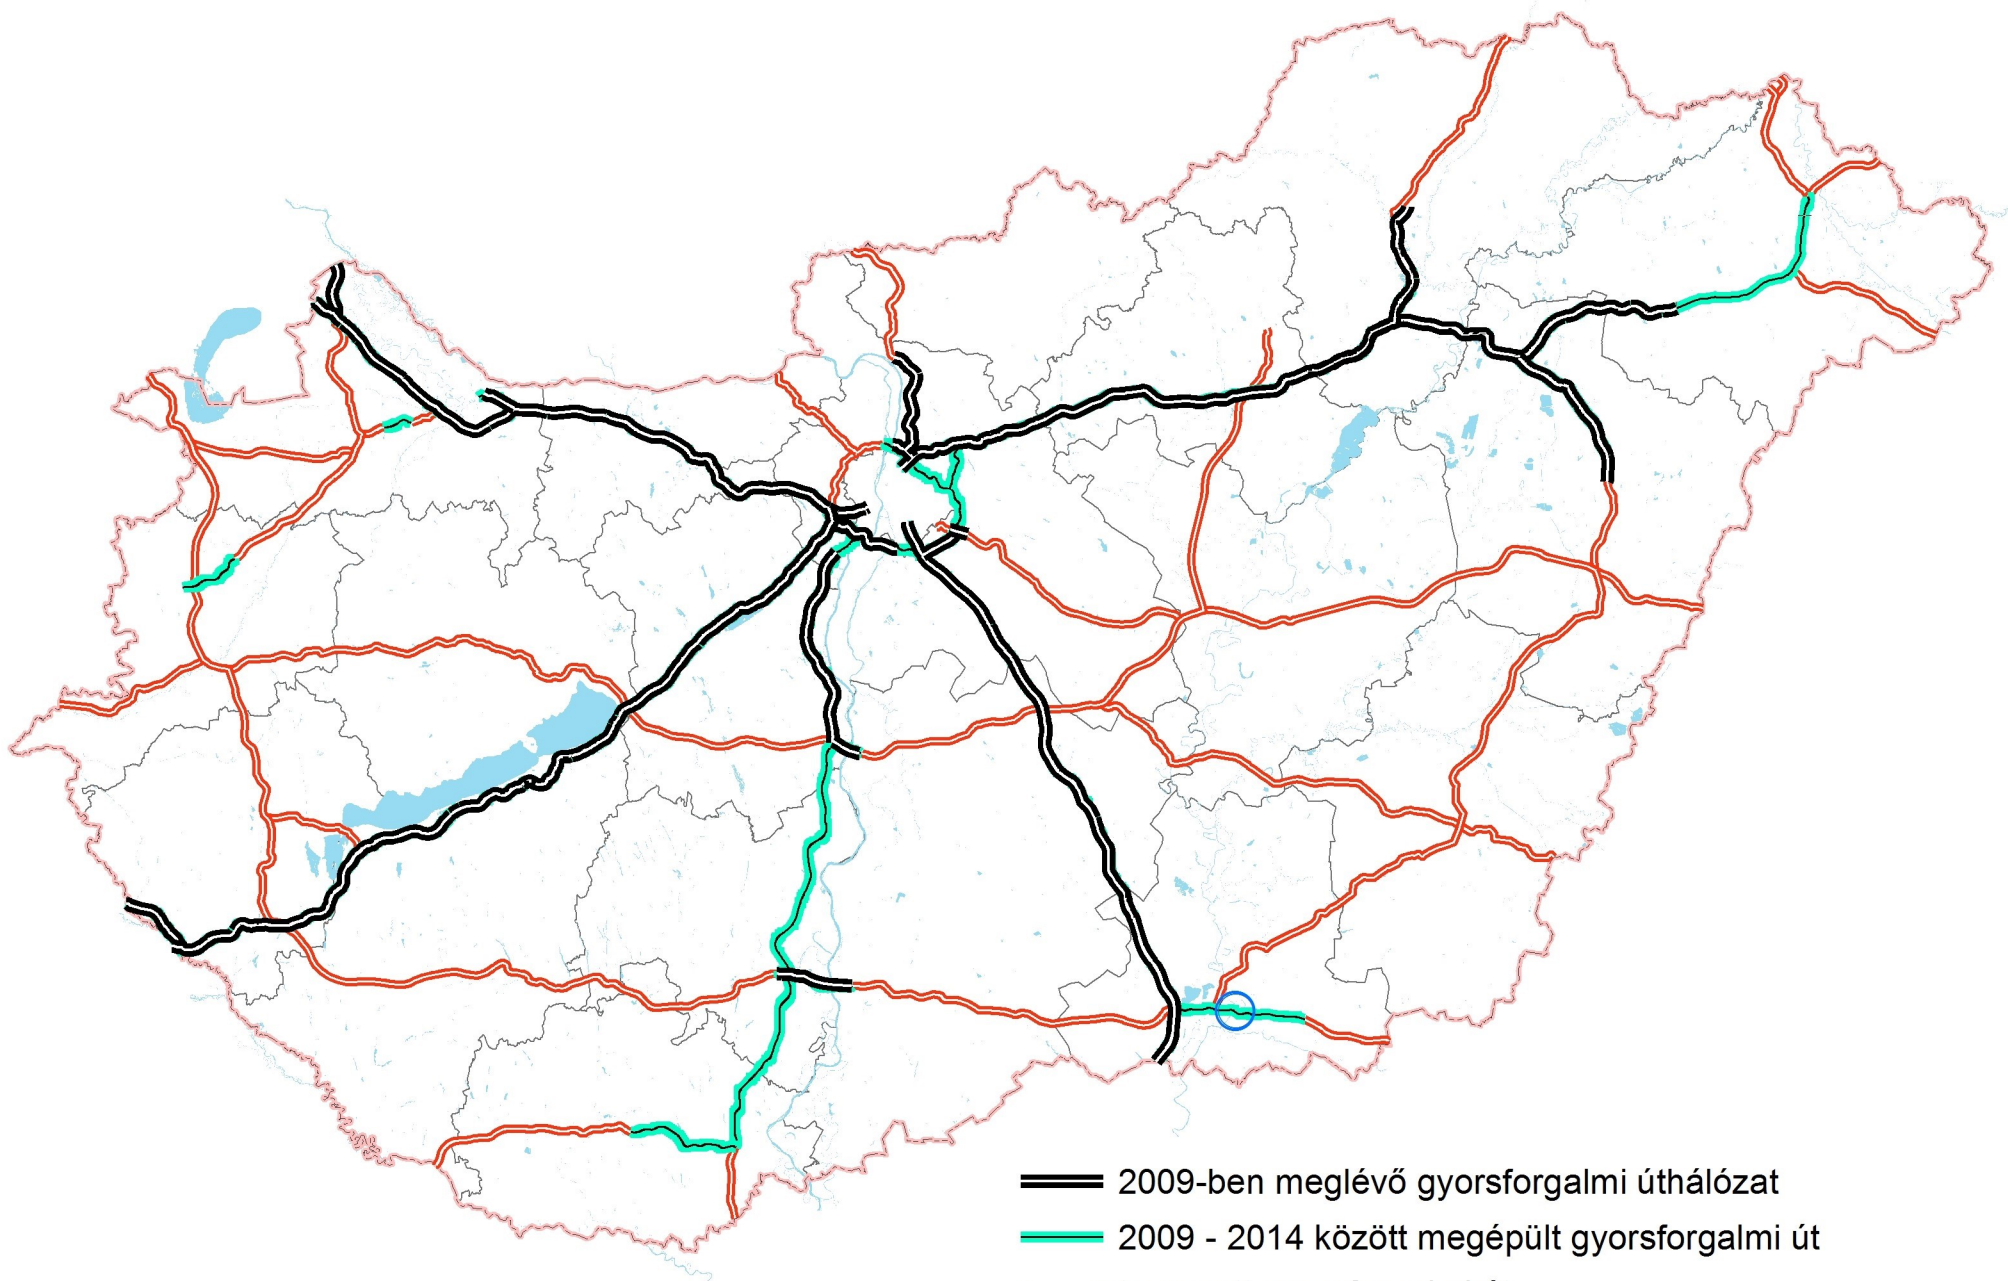 2009-ben meglévő gyorsforgalmi úthálózat
2009 - 2014 között megépült gyorsforgalmi út